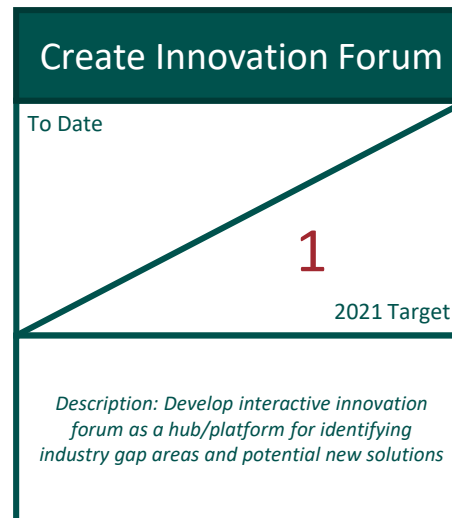 Create Innovation Forum
To Date
1
2021 Target
Description: Develop interactive innovation
forum as a hub/platform for identifying
industry gap areas and potential new solutions